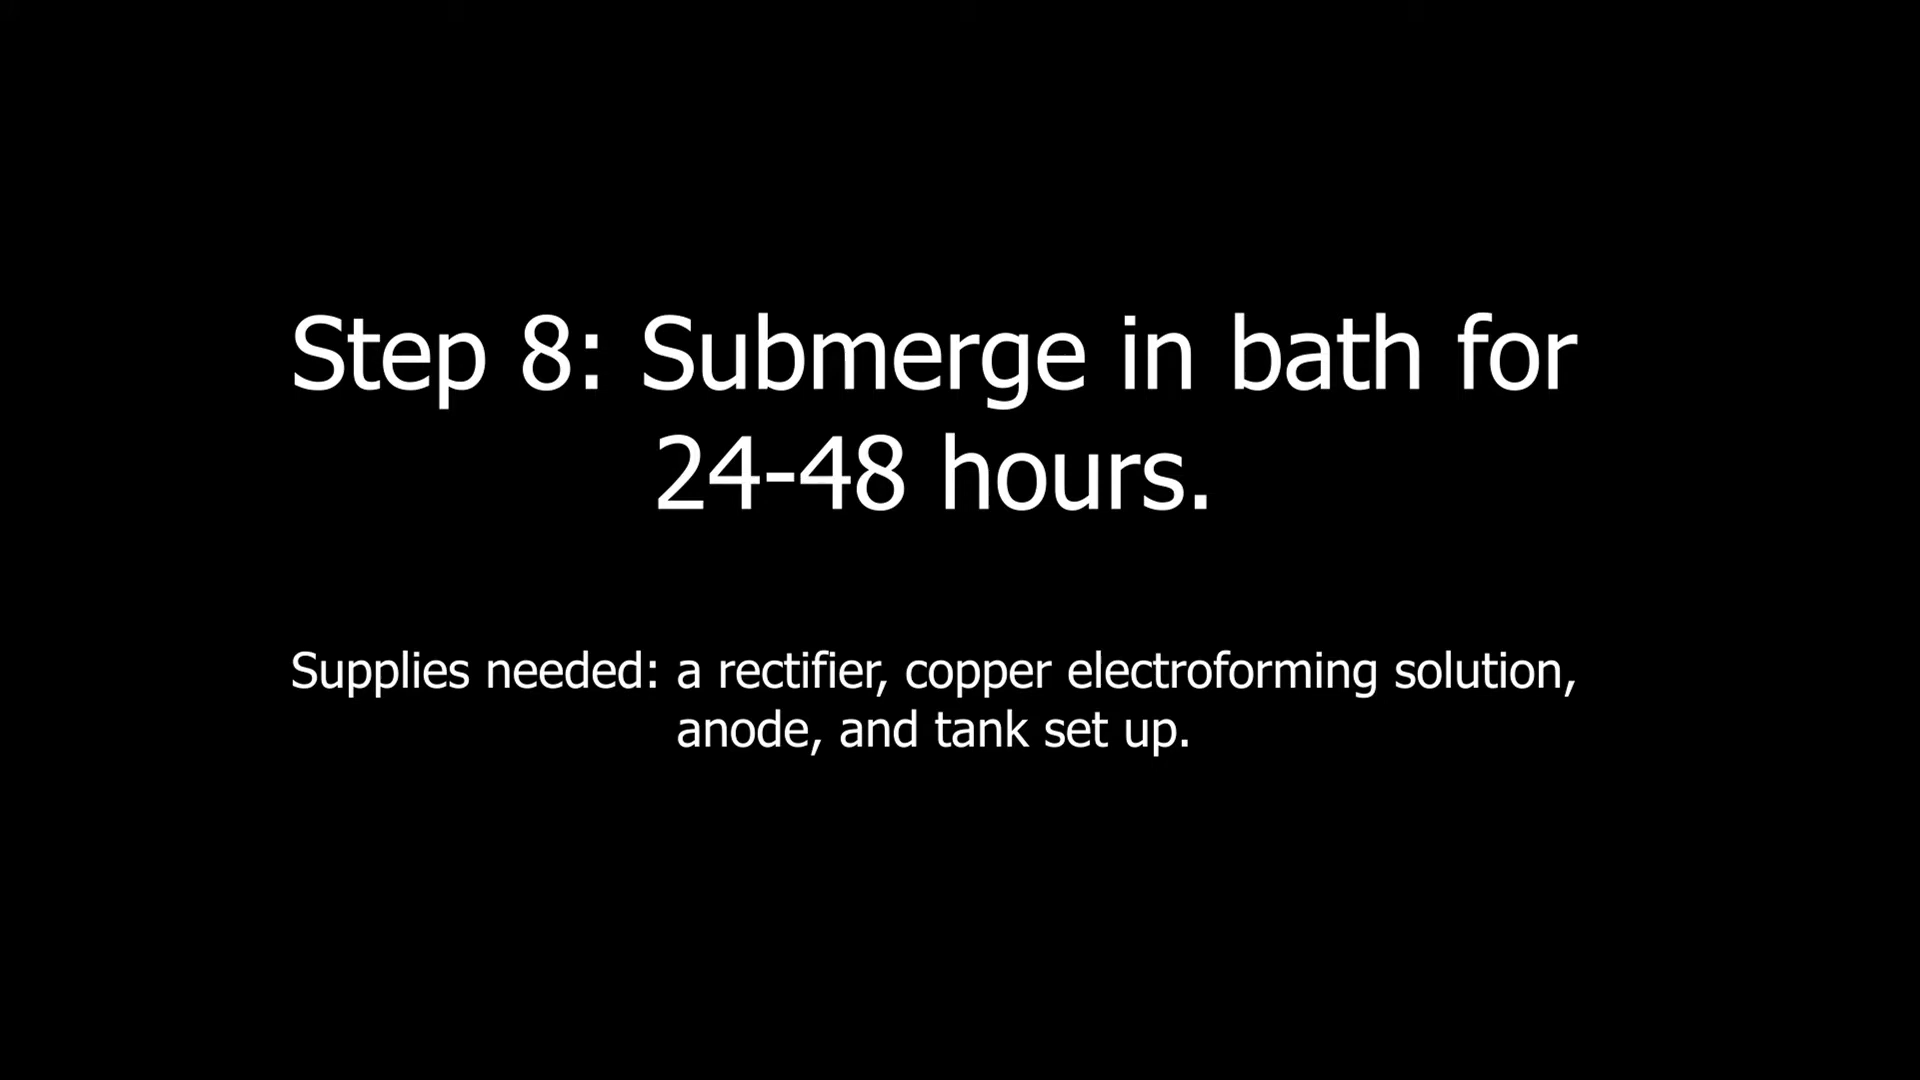 Step 8: Submerge in bath for
24-48 hours.
Supplies needed: a rectifier, copper electroforming solution,
anode, and tank set up.